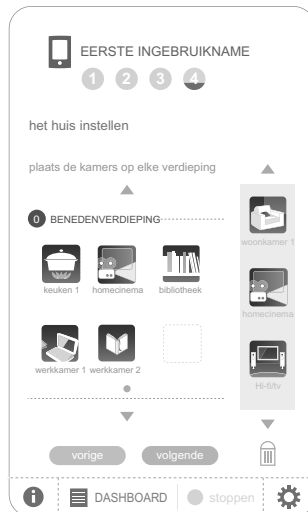 EERSTE INGEBRUIKNAME
1 2 3 4
het huis instellen
plaats de kamers op elke verdieping
0 BENEDENVERDIEPING
keuken 1 homecinema bibliotheek
werkkamer 1 werkkamer 2
woonkamer 1
homecinema
Hi-fi/tv
vorige volgende
i DASHBOARD stoppen